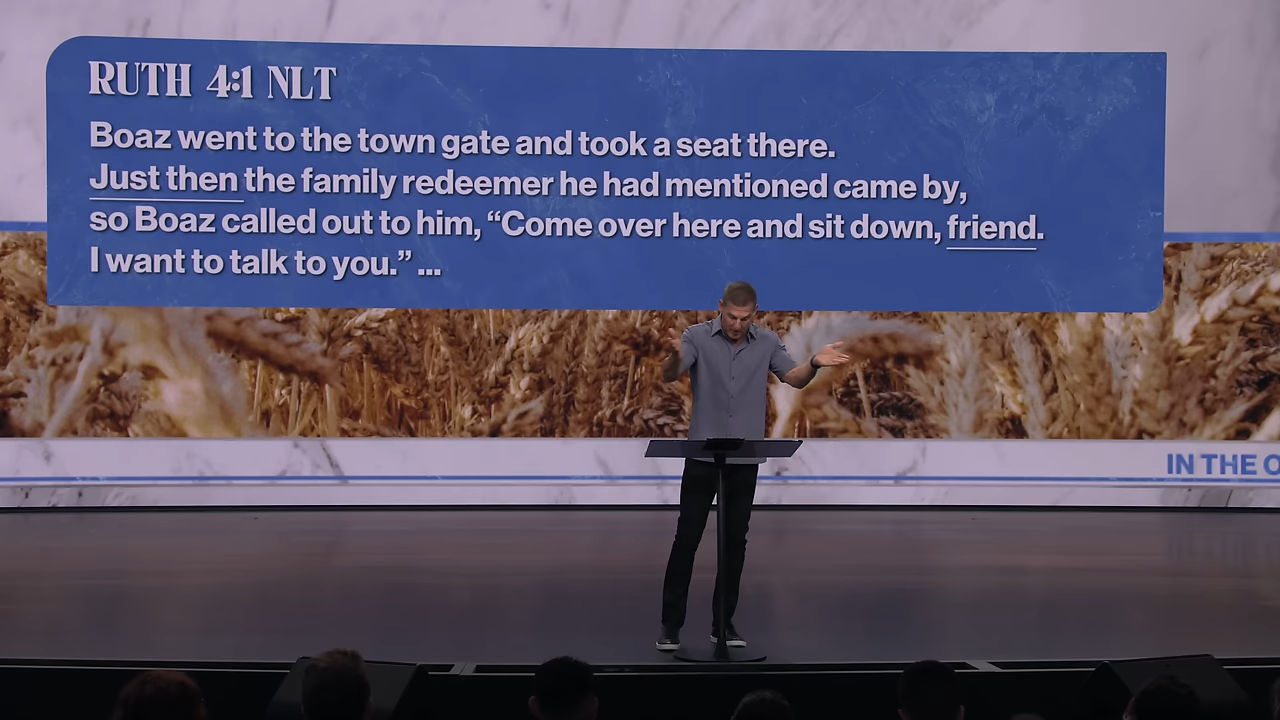 RUTH 4:1 NLT
Boaz went to the town gate and took a seat there.
Just then the family redeemer he had mentioned came by,
so Boaz called out to him, “Come over here and sit down, friend.
I want to talk to you.” ...
IN THE